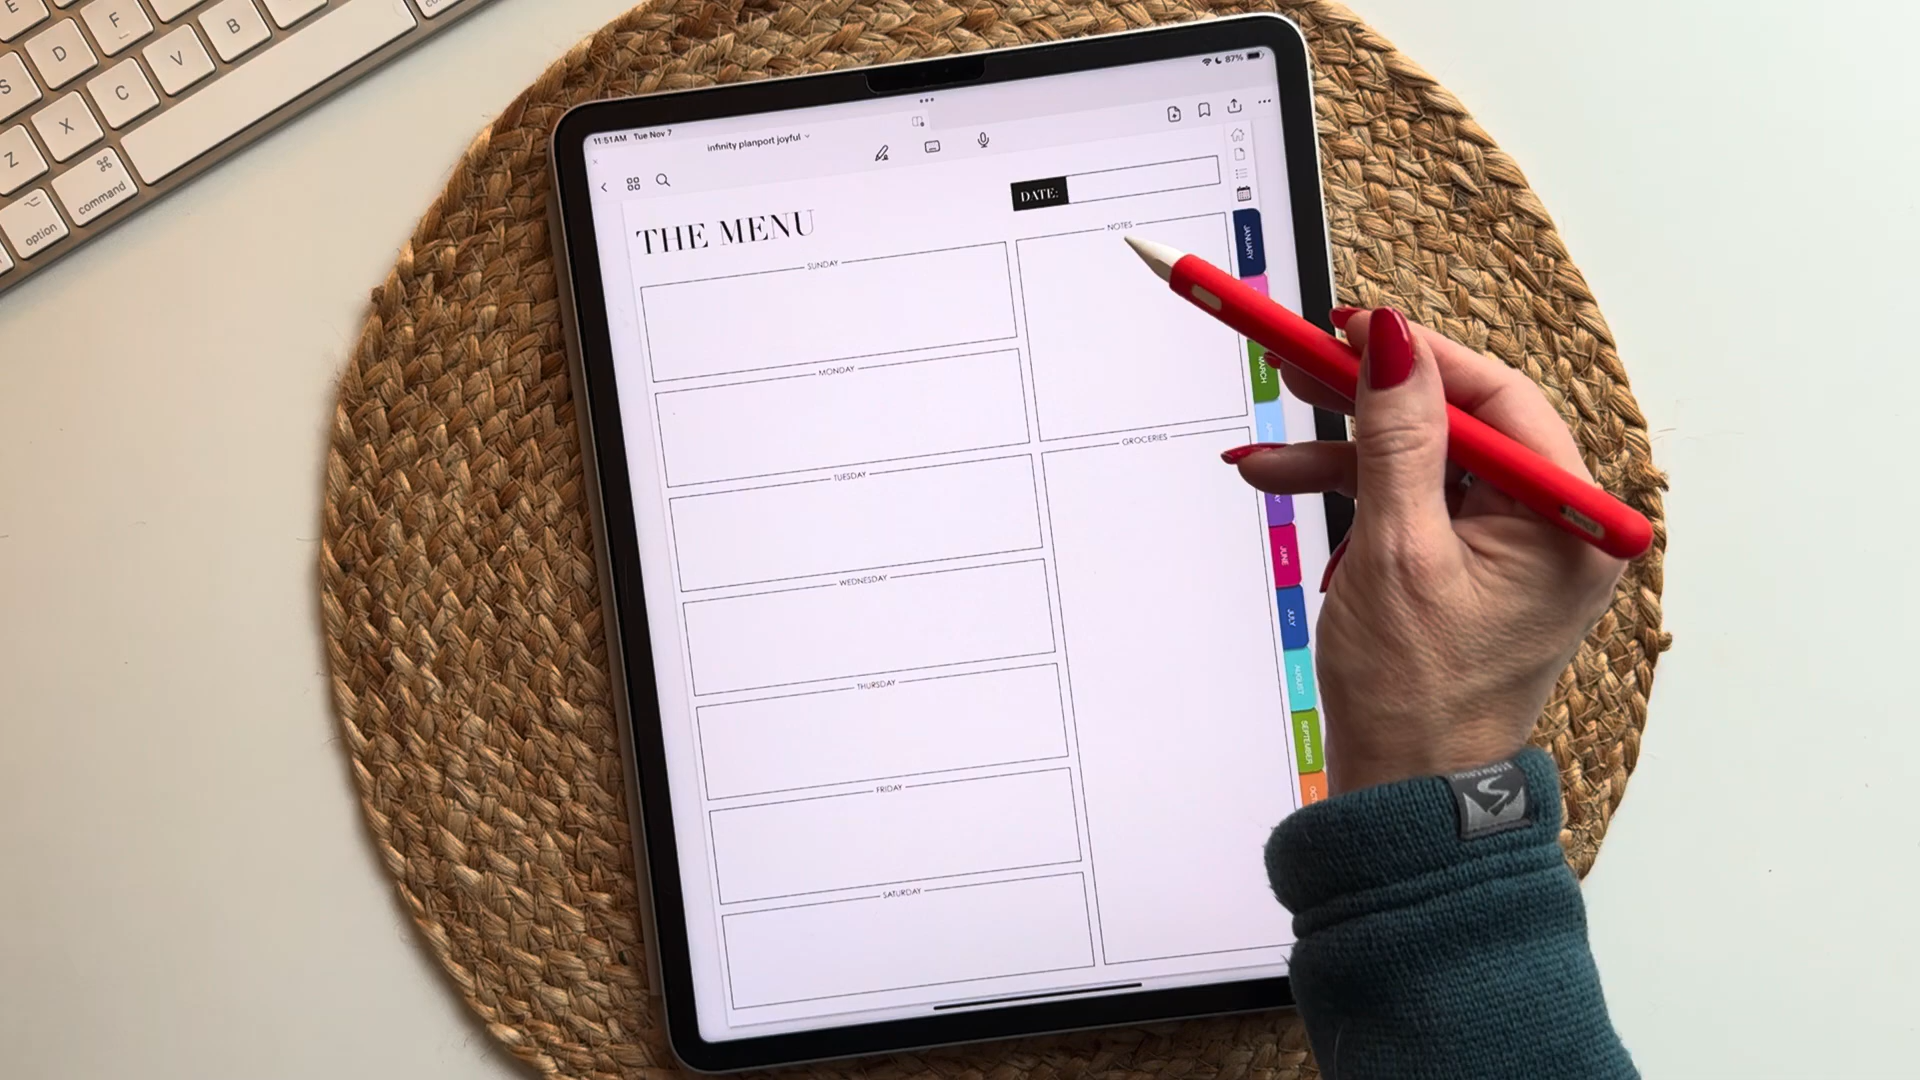 E
D
F
S
C
V
B
X
Z
⌘
command
⌥
option
11:51 AM Tue Nov 7
87%
infinity planport joyful
THE MENU
DATE:
SUNDAY
MONDAY
TUESDAY
WEDNESDAY
THURSDAY
FRIDAY
SATURDAY
NOTES
GROCERIES
JANUARY
MARCH
JUNE
JULY
AUGUST
SEPTEMBER
Pencil